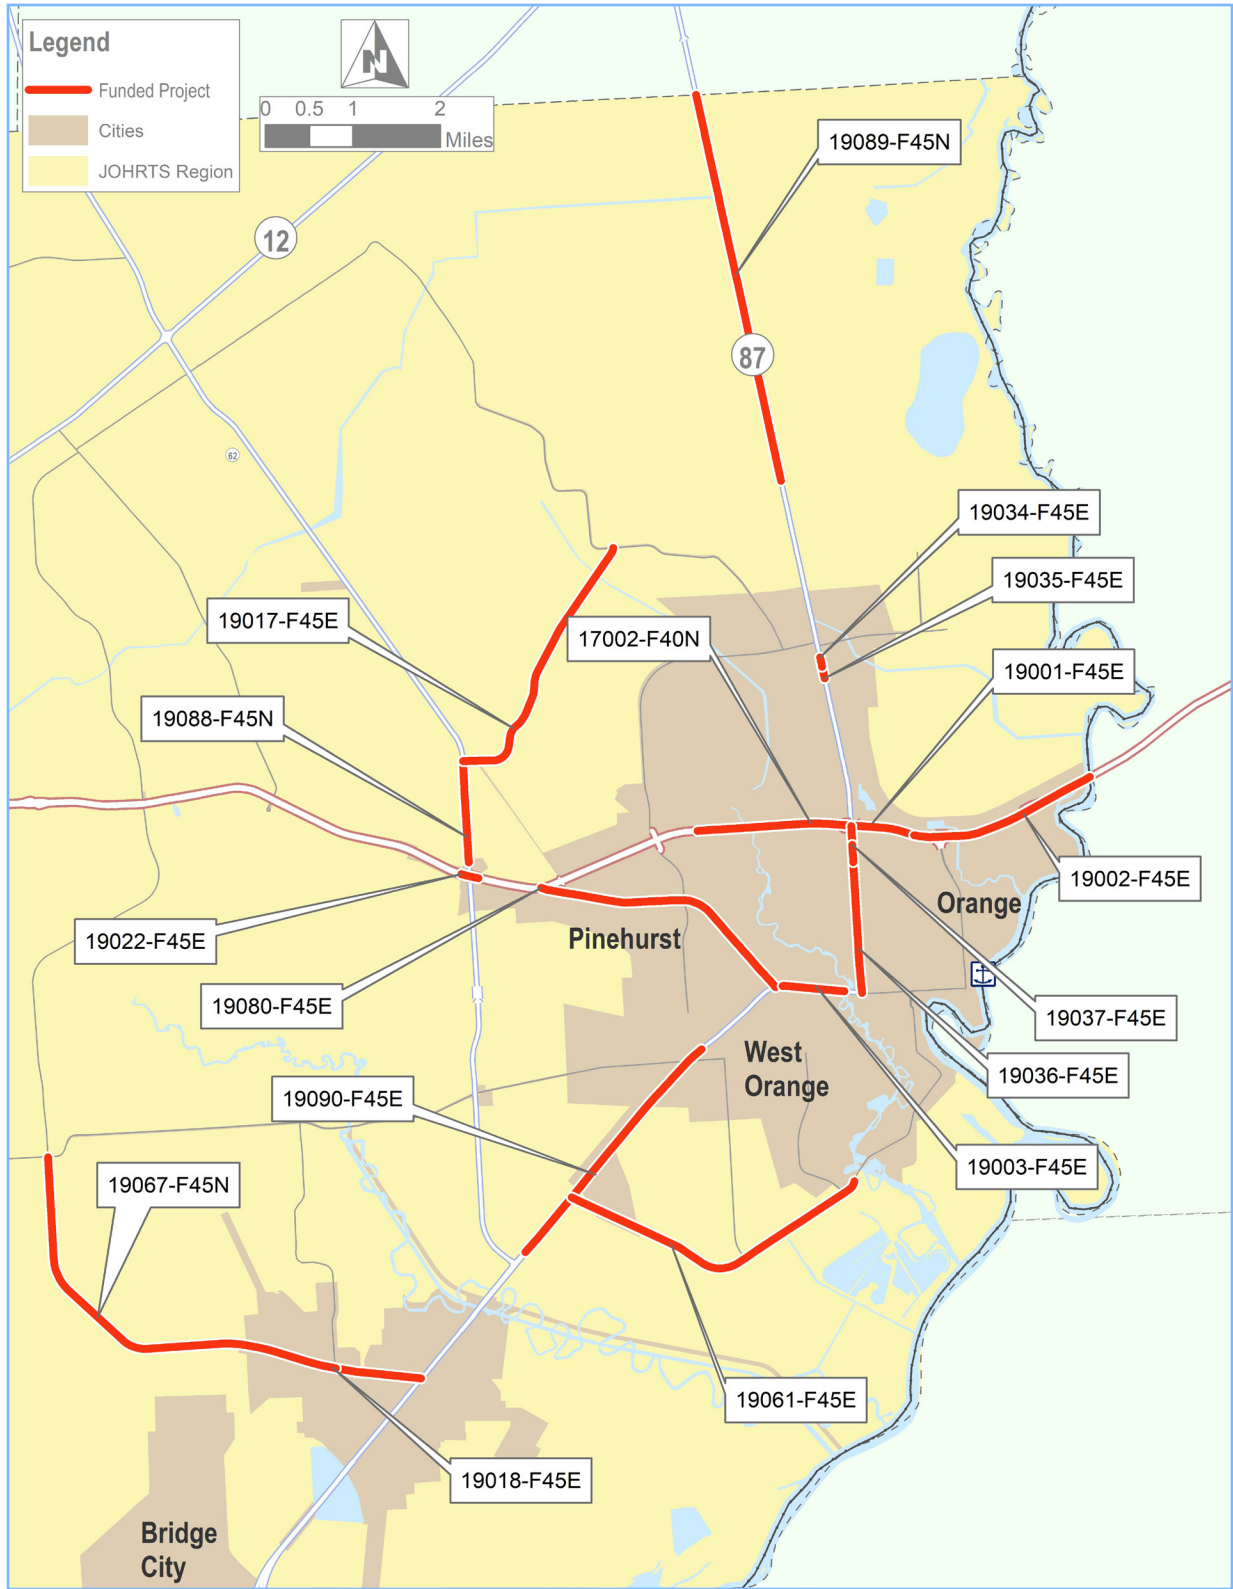 Legend
Funded Project
Cities
JOHRTS Region
N
0 0.5 1 2
Miles
19089-F45N
12
87
62
19034-F45E
19035-F45E
19017-F45E
17002-F40N
19001-F45E
19088-F45N
19002-F45E
Orange
19022-F45E
Pinehurst
19080-F45E
19037-F45E
West
Orange
19036-F45E
19090-F45E
19003-F45E
19067-F45N
19061-F45E
19018-F45E
Bridge
City